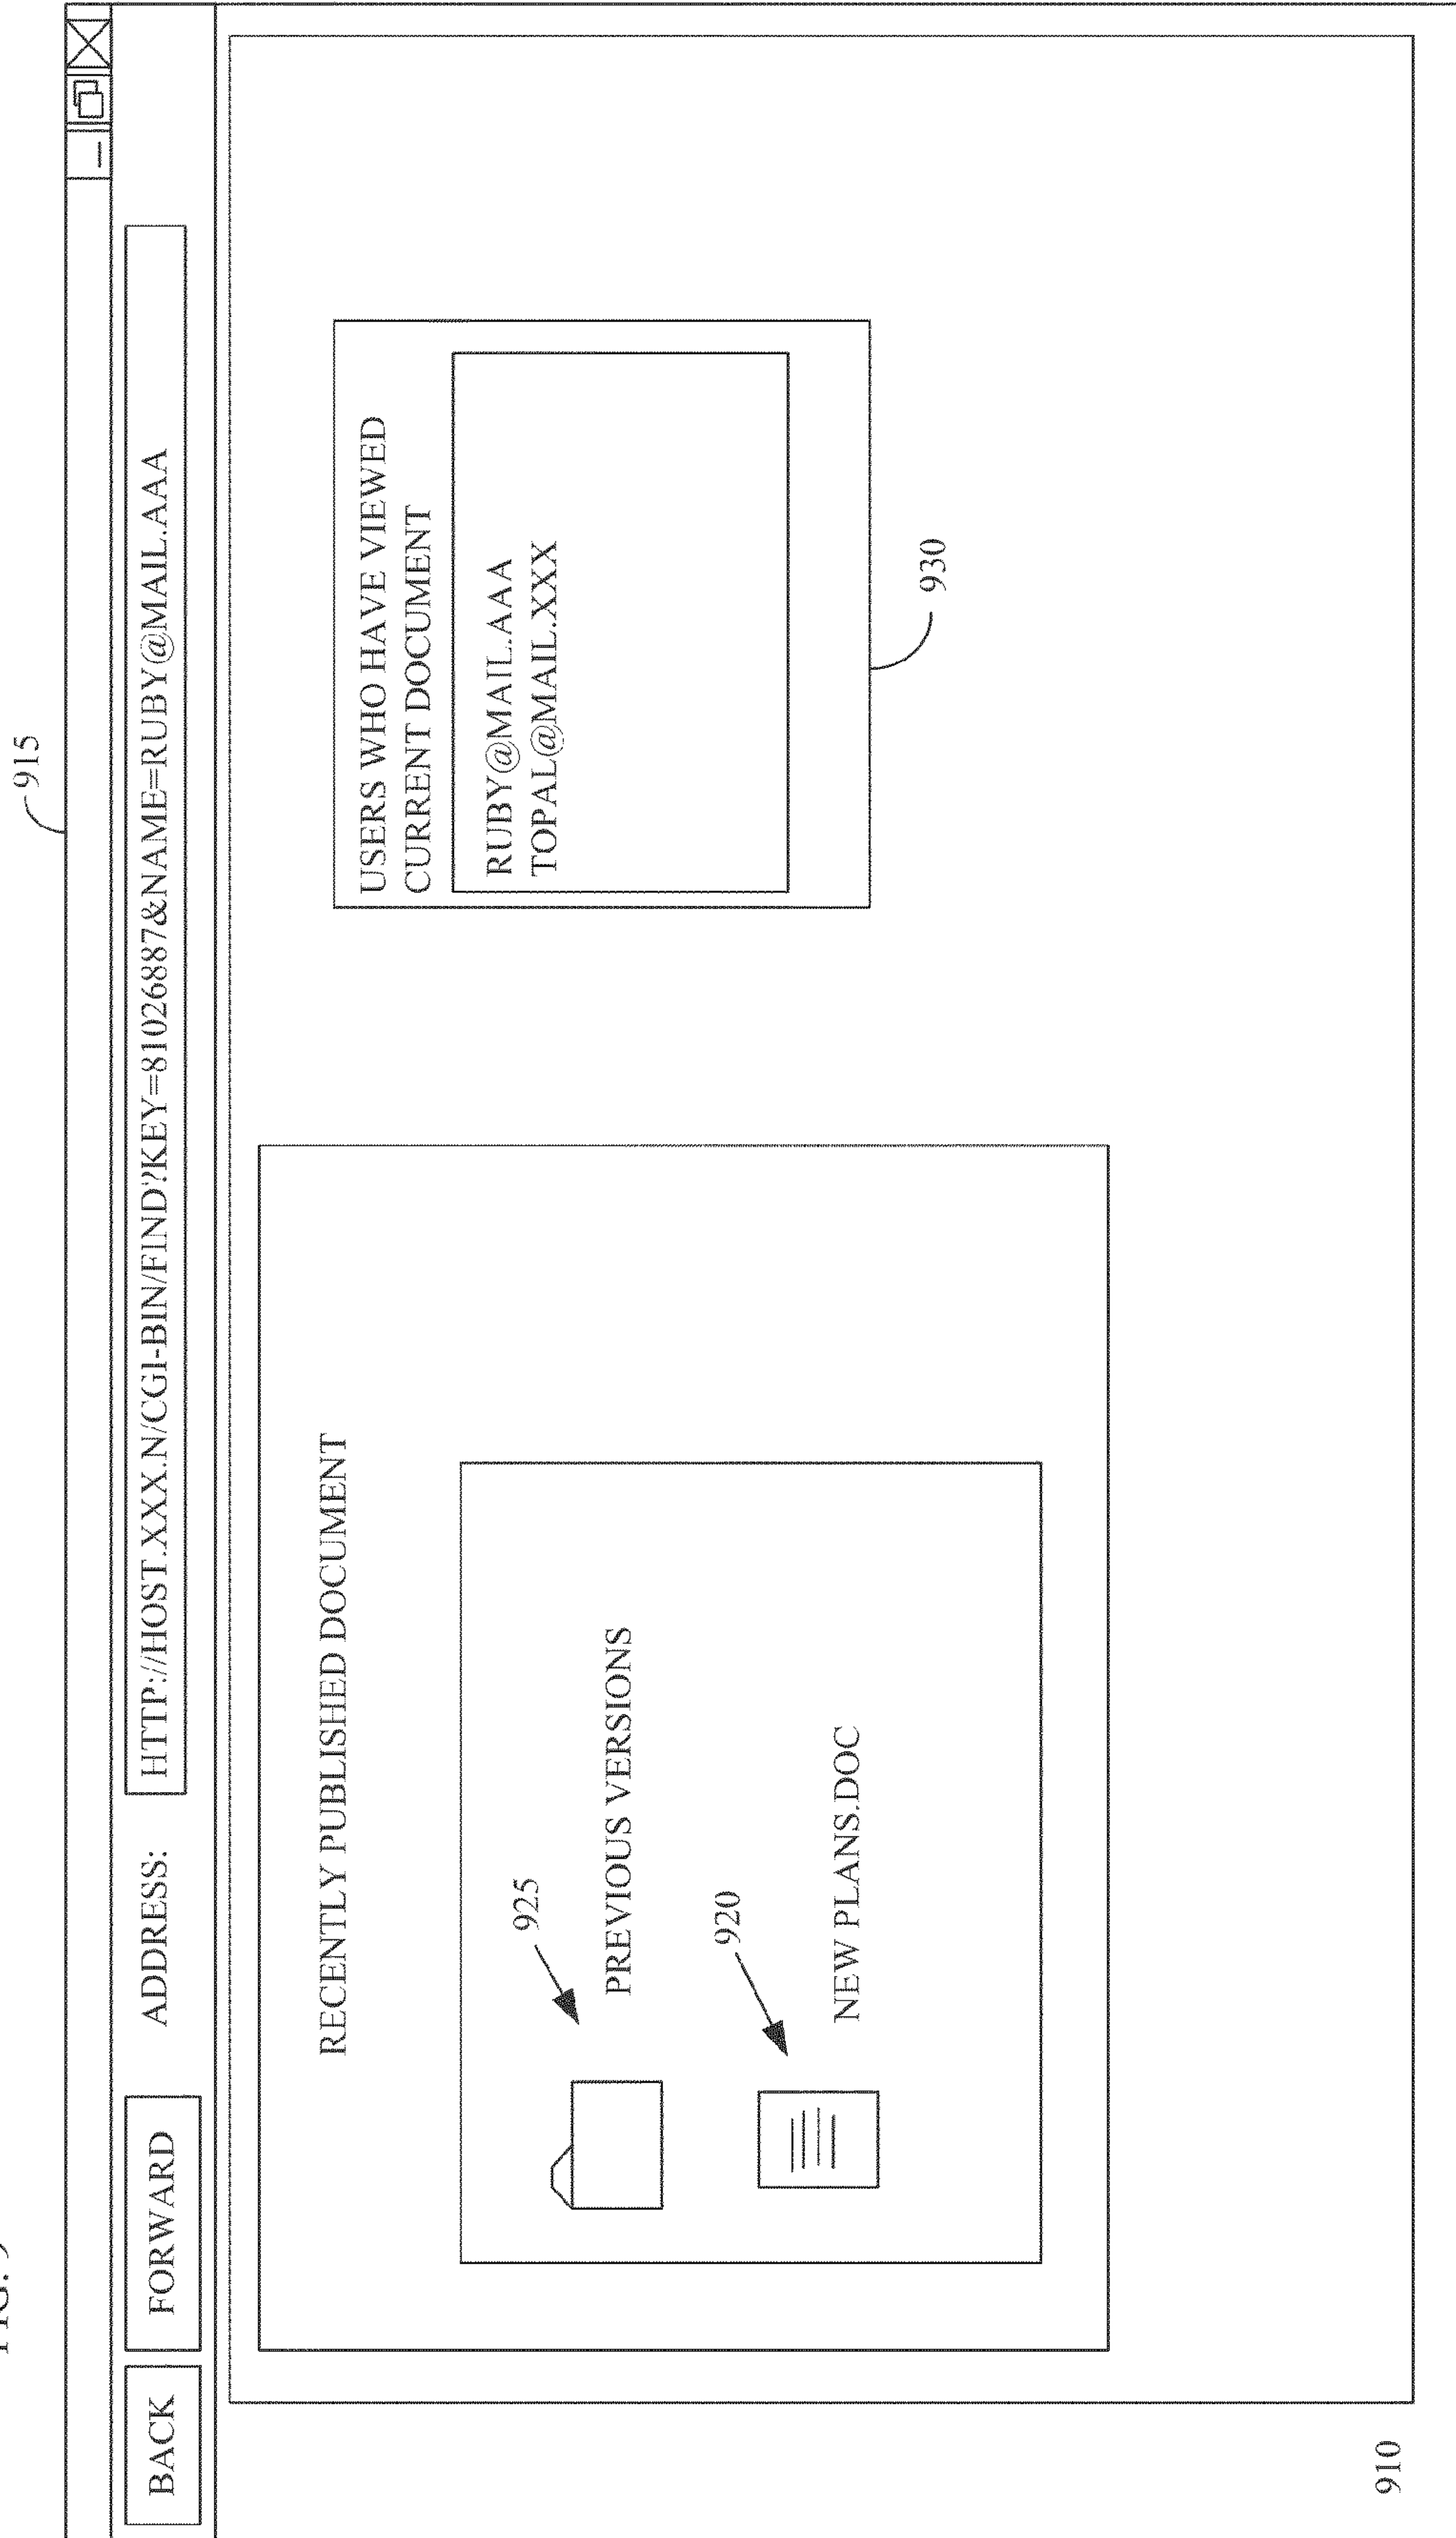 FIG. 9
915
BACK
FORWARD
ADDRESS:
HTTP://HOST.XXX.N/CGI-BIN/FIND?KEY=81026887&NAME=RUBY@MAIL.AAA
RECENTLY PUBLISHED DOCUMENT
925
PREVIOUS VERSIONS
920
NEW PLANS.DOC
USERS WHO HAVE VIEWED
CURRENT DOCUMENT
RUBY@MAIL.AAA
TOPAL@MAIL.XXX
930
910